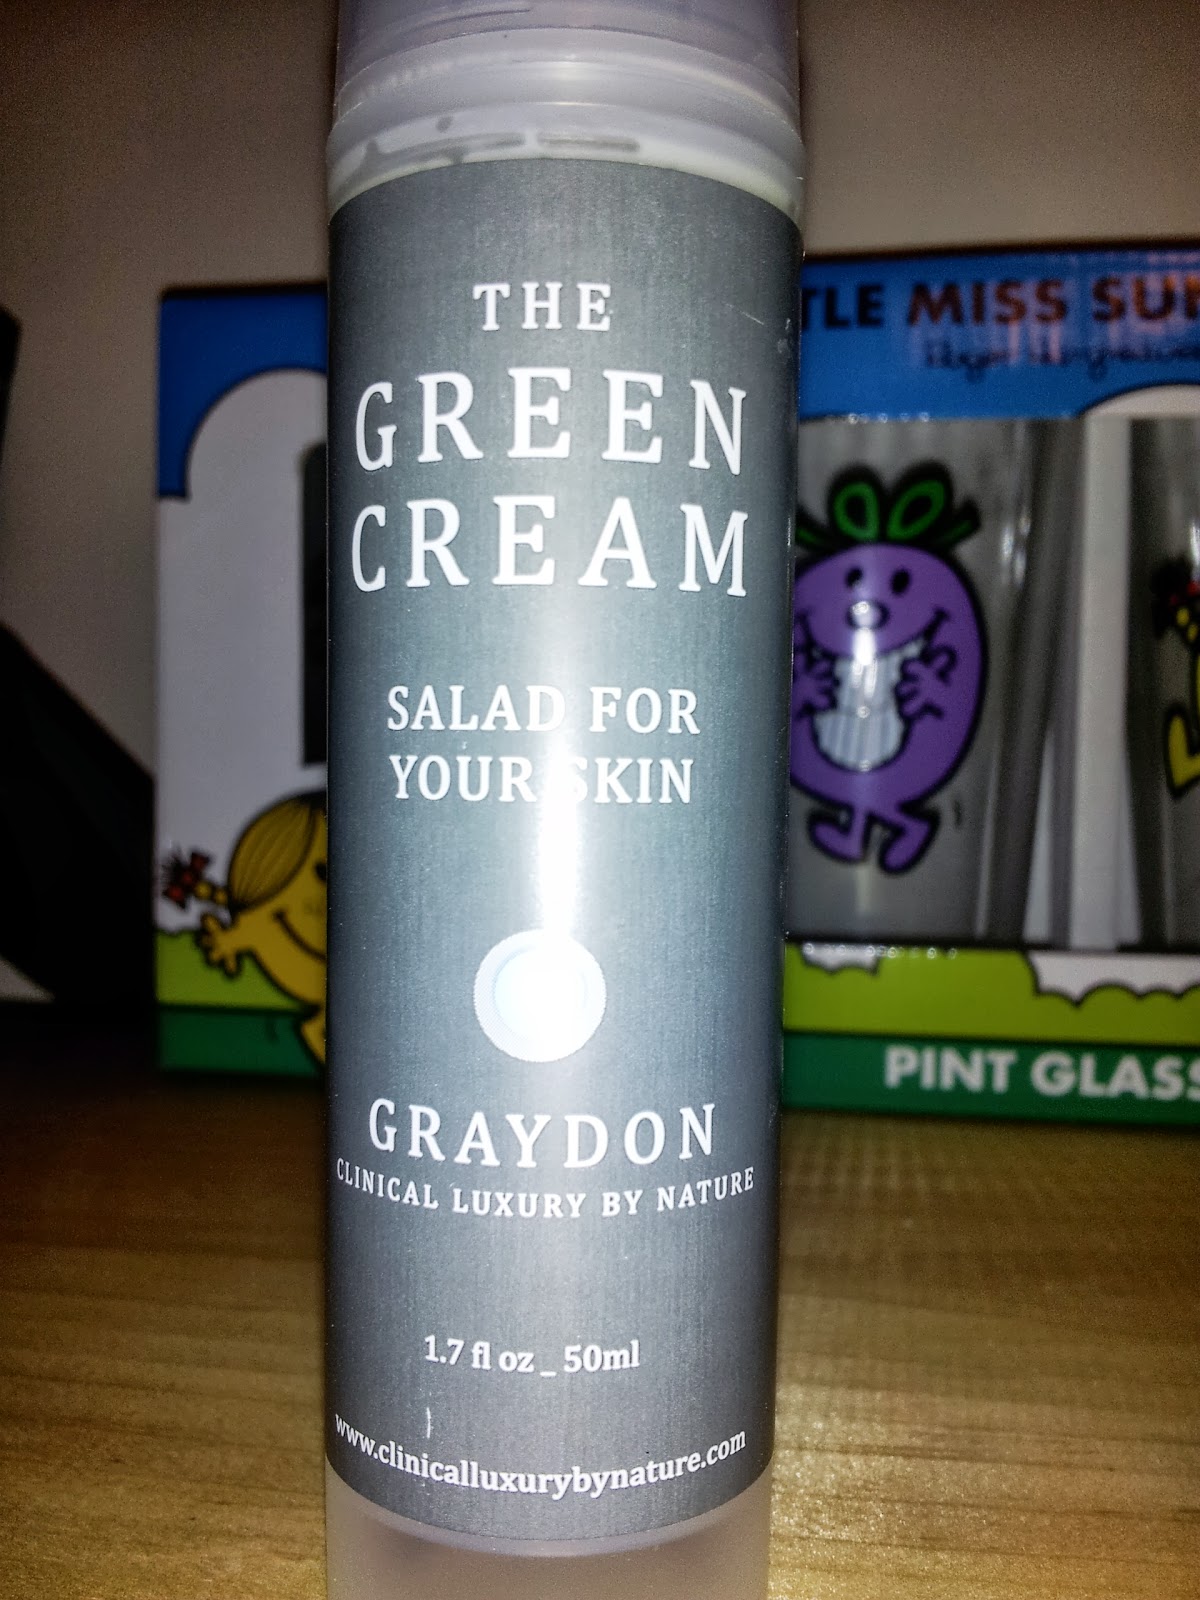 THE
GREEN
CREAM
SALAD FOR
YOUR SKIN
GRAYDON
CLINICAL LUXURY BY NATURE
1.7 fl oz _ 50ml
www.clinicalluxurybynature.com
TLE MISS SU
PINT GLASS